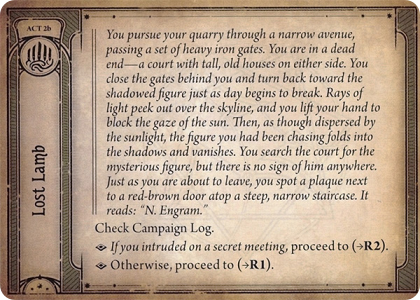 ACT 2b
Lost Lamb
You pursue your quarry through a narrow avenue,
passing a set of heavy iron gates. You are in a dead
end—a court with tall, old houses on either side. You
close the gates behind you and turn back toward the
shadowed figure just as day begins to break. Rays of
light peek out over the skyline, and you lift your hand to
block the gaze of the sun. Then, as though dispersed by
the sunlight, the figure you had been chasing folds into
the shadows and vanishes. You search the court for the
mysterious figure, but there is no sign of him anywhere.
Just as you are about to leave, you spot a plaque next
to a red-brown door atop a steep, narrow staircase. It
reads: “N. Engram.”
Check Campaign Log.
If you intruded on a secret meeting, proceed to (→R2).
Otherwise, proceed to (→R1).